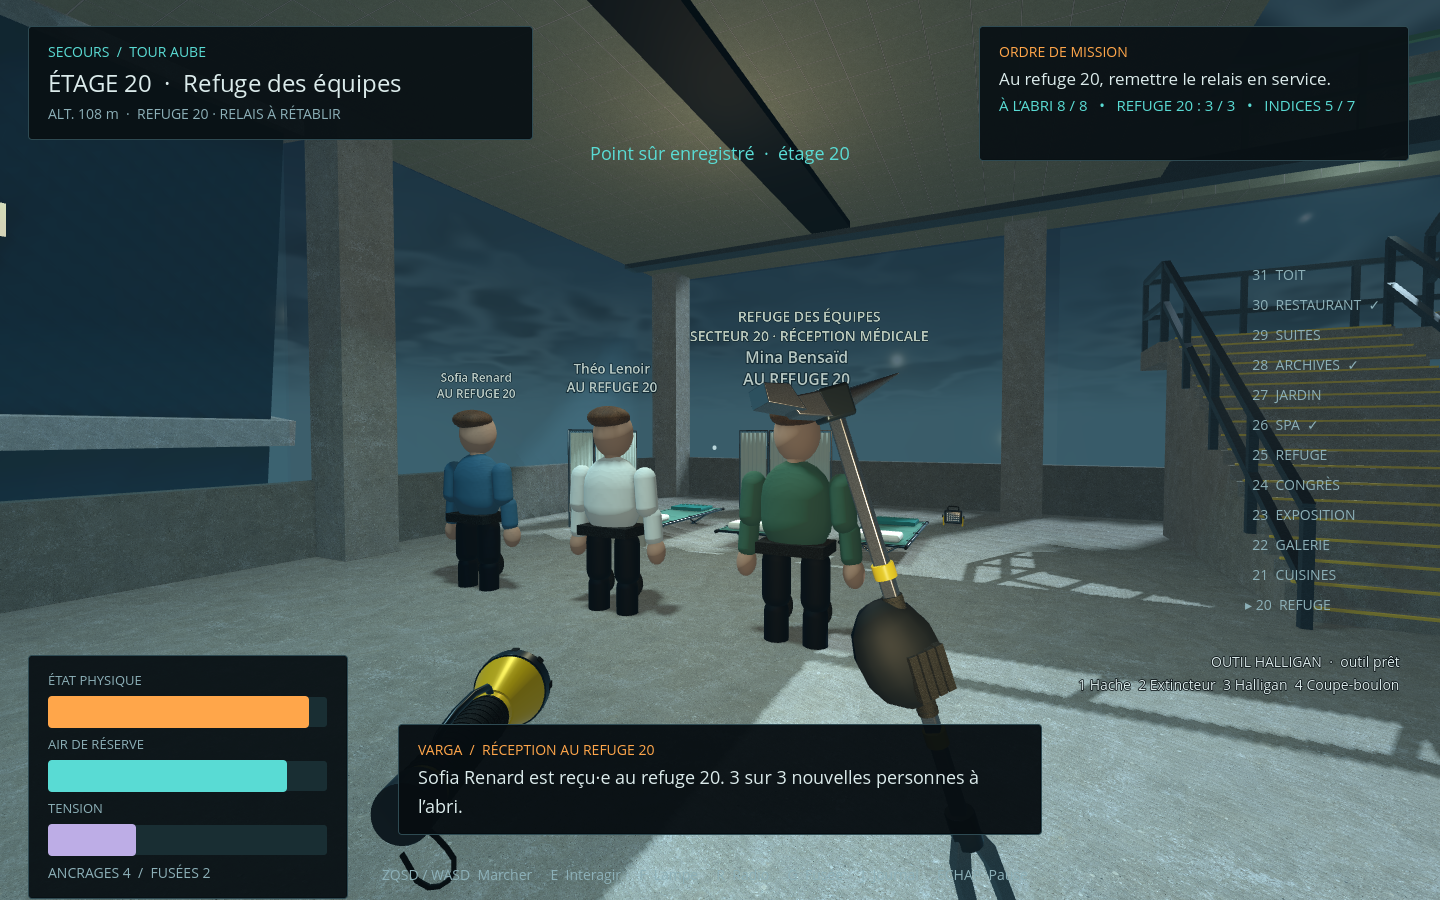 SECOURS / TOUR AUBE
ÉTAGE 20 · Refuge des équipes
ALT. 108 m · REFUGE 20 · RELAIS À RÉTABLIR
ORDRE DE MISSION
Au refuge 20, remettre le relais en service.
À L'ABRI 8 / 8 • REFUGE 20 : 3 / 3 • INDICES 5 / 7
Point sûr enregistré · étage 20
REFUGE DES ÉQUIPES
SECTEUR 20 · RÉCEPTION MÉDICALE
Mina Bensaïd
AU REFUGE 20
Théo Lenoir
AU REFUGE 20
Sofia Renard
AU REFUGE 20
31 TOIT
30 RESTAURANT ✓
29 SUITES
28 ARCHIVES ✓
27 JARDIN
26 SPA ✓
25 REFUGE
24 CONGRÈS
23 EXPOSITION
22 GALERIE
21 CUISINES
▸ 20 REFUGE
OUTIL HALLIGAN · outil prêt
1 Hache 2 Extincteur 3 Halligan 4 Coupe-boulon
ÉTAT PHYSIQUE
AIR DE RÉSERVE
TENSION
ANCRAGES 4 / FUSÉES 2
VARGA / RÉCEPTION AU REFUGE 20
Sofia Renard est reçu·e au refuge 20. 3 sur 3 nouvelles personnes à
l'abri.
ZQSD / WASD Marcher E Interagir